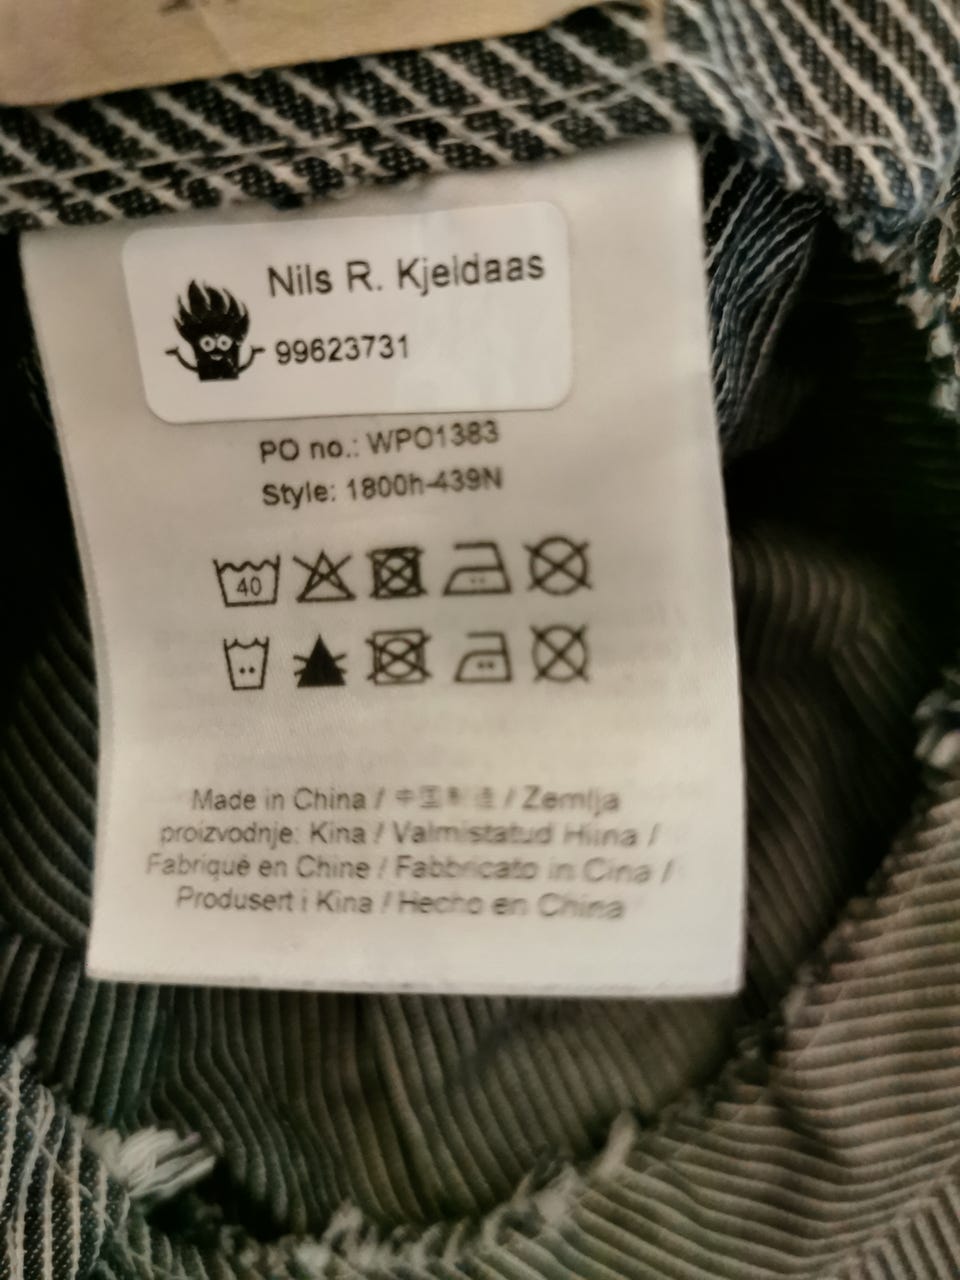 Nils R. Kjeldaas
99623731
PO no.: WPO1383
Style: 1800h-439N
40
Made in China / 中国制造 / Zemlja
proizvodnje: Kina / Valmistatud Hiina /
Fabriqué en Chine / Fabbricato in Cina /
Produsert i Kina / Hecho en China